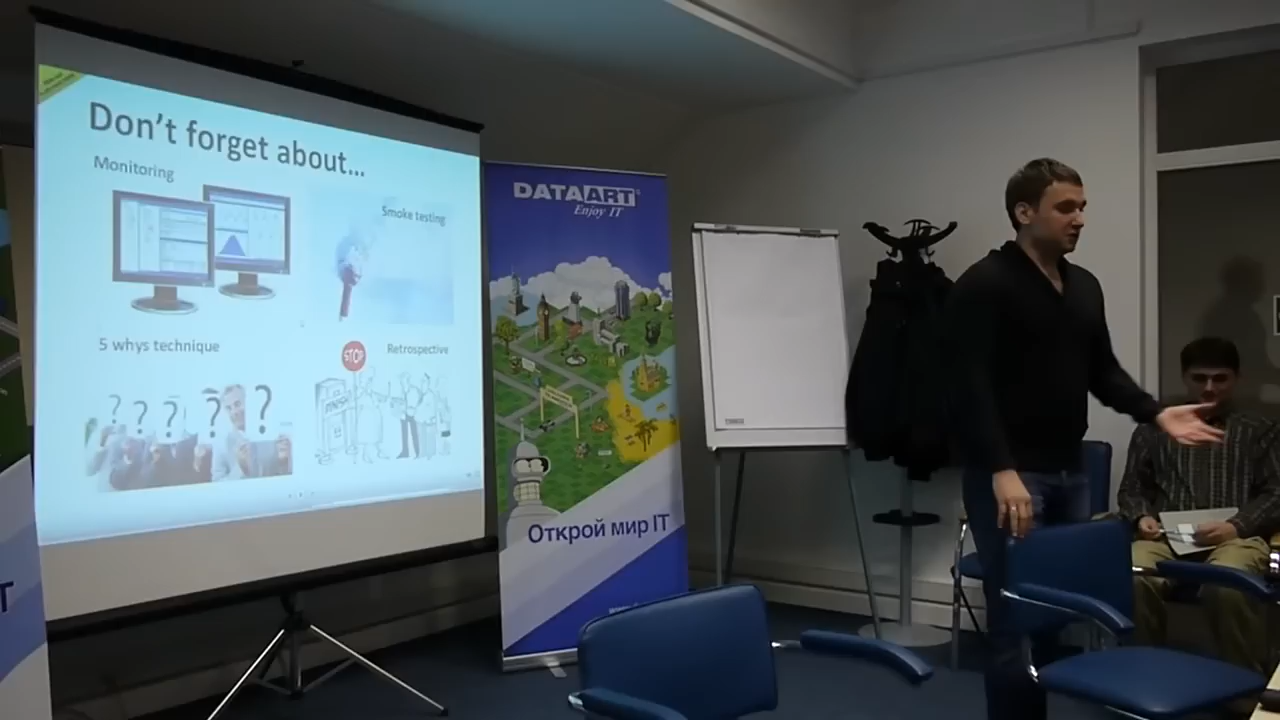 Don't forget about...
Monitoring
Smoke testing
5 whys technique
Retrospective
STOP
? ? ? ? ?
DATAART
Enjoy IT
Открой мир IT
T